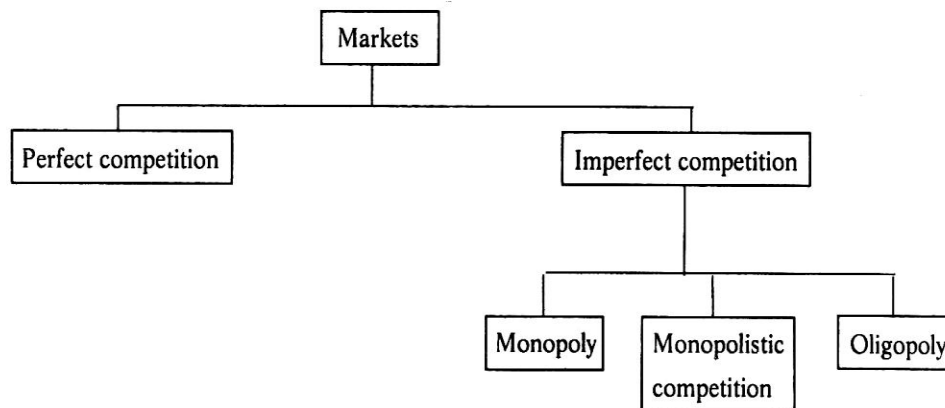 Markets
Perfect competition
Imperfect competition
Monopoly
Monopolistic
competition
Oligopoly